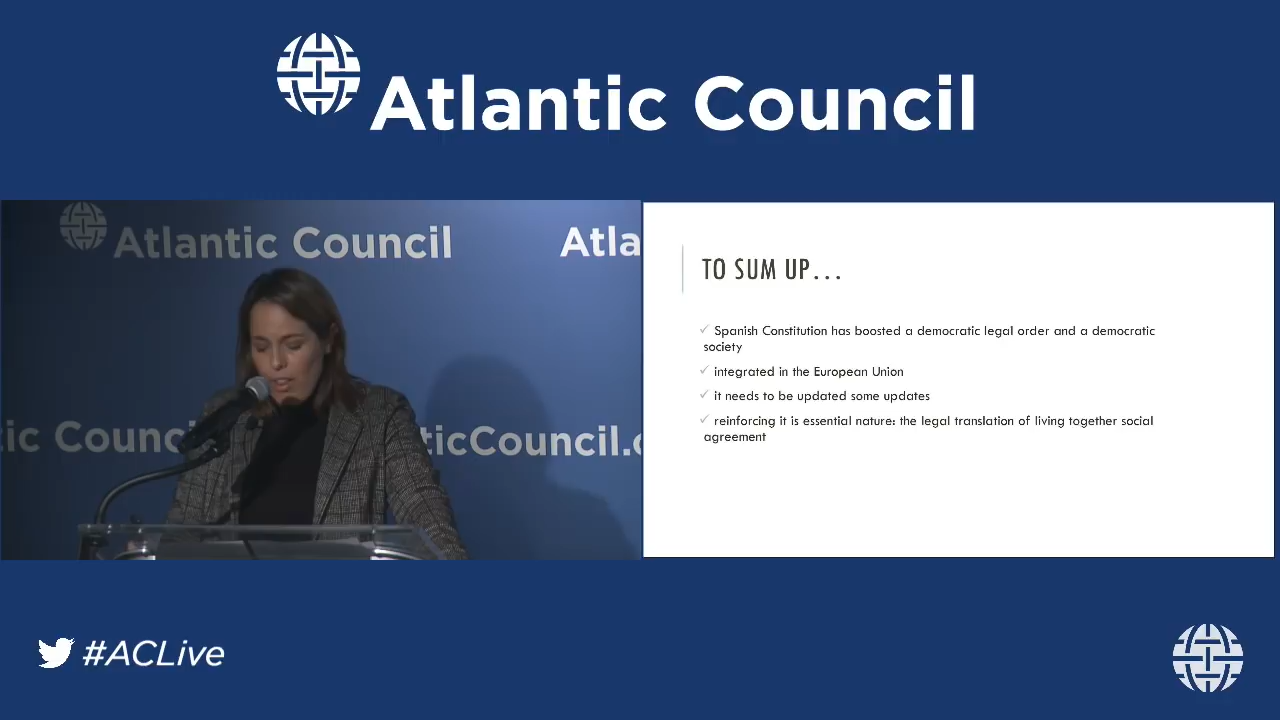 Atlantic Council
Atlantic Council
Atla
tic Counci
ticCouncil.c
TO SUM UP...
✓ Spanish Constitution has boosted a democratic legal order and a democratic
society
✓ integrated in the European Union
✓ it needs to be updated some updates
✓ reinforcing it is essential nature: the legal translation of living together social
agreement
#ACLive